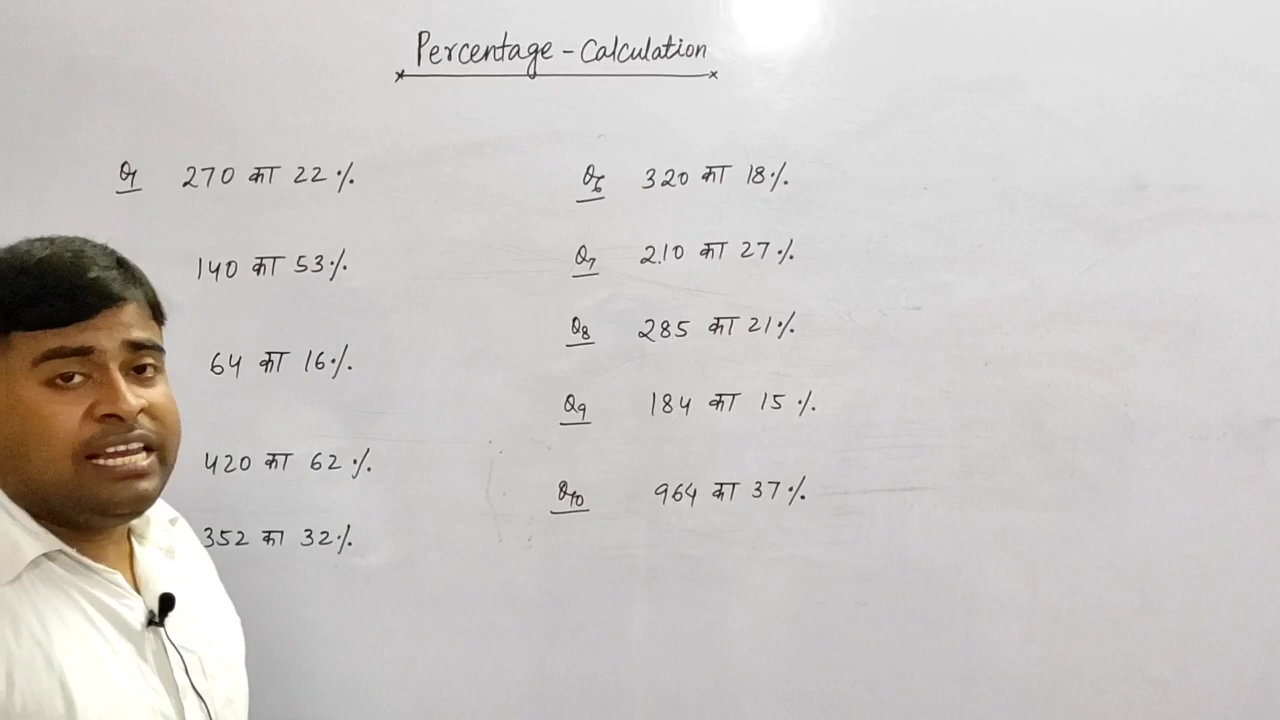 Percentage - Calculation
Q1 270 का 22%
140 का 53%
64 का 16%
420 का 62%
352 का 32%
Q6 320 का 18%
Q7 210 का 27%
Q8 285 का 21%
Q9 184 का 15%
Q10 964 का 37%